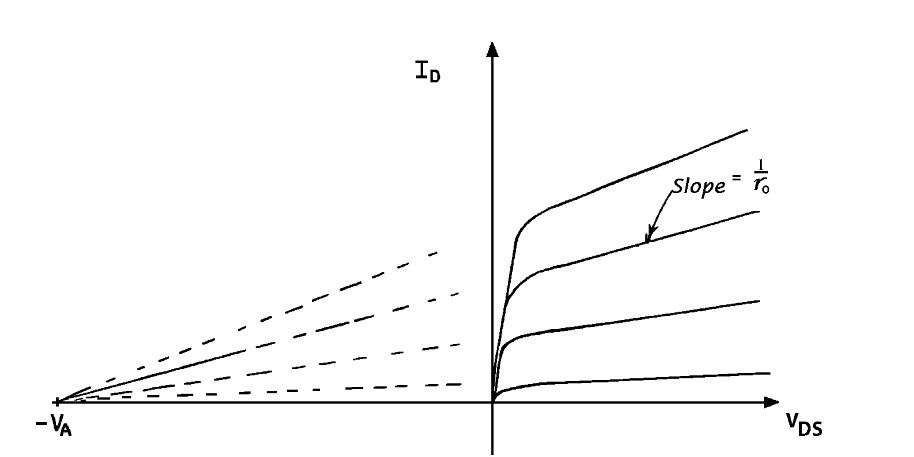 I_D
Slope = 1/r_o
-V_A
V_DS